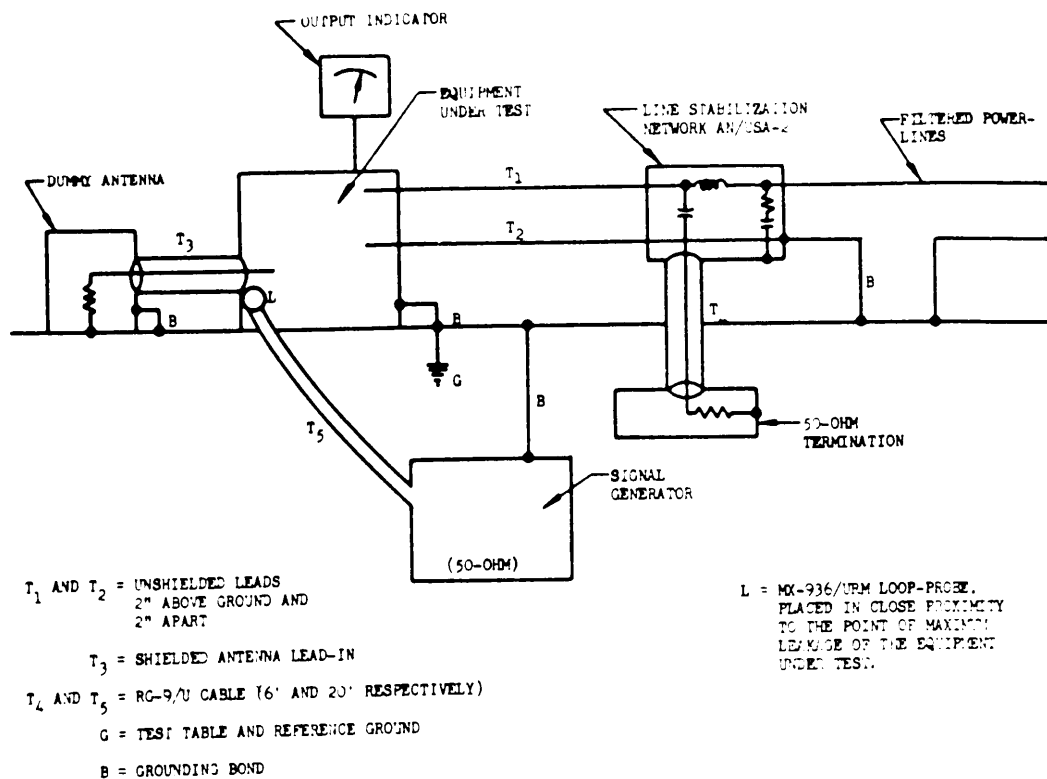 OUTPUT INDICATOR
EQUIPMENT
UNDER TEST
LINE STABILIZATION
NETWORK AN/USA-2
FILTERED POWER-
LINES
DUMMY ANTENNA
T1
T2
T3
L
B
B
G
B
B
T
T5
50-OHM
TERMINATION
SIGNAL
GENERATOR
(50-OHM)
T1 AND T2 = UNSHIELDED LEADS
2" ABOVE GROUND AND
2" APART
T3 = SHIELDED ANTENNA LEAD-IN
T4 AND T5 = RG-9/U CABLE (6' AND 20' RESPECTIVELY)
G = TEST TABLE AND REFERENCE GROUND
B = GROUNDING BOND
L = MX-936/URM LOOP-PROBE,
PLACED IN CLOSE PROXIMITY
TO THE POINT OF MAXIMUM
LEAKAGE OF THE EQUIPMENT
UNDER TEST.